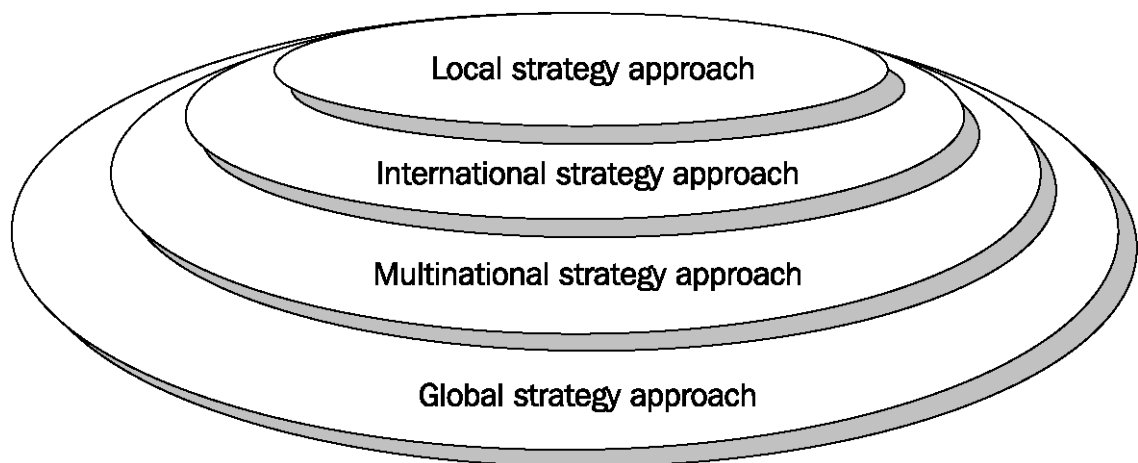 Local strategy approach
International strategy approach
Multinational strategy approach
Global strategy approach